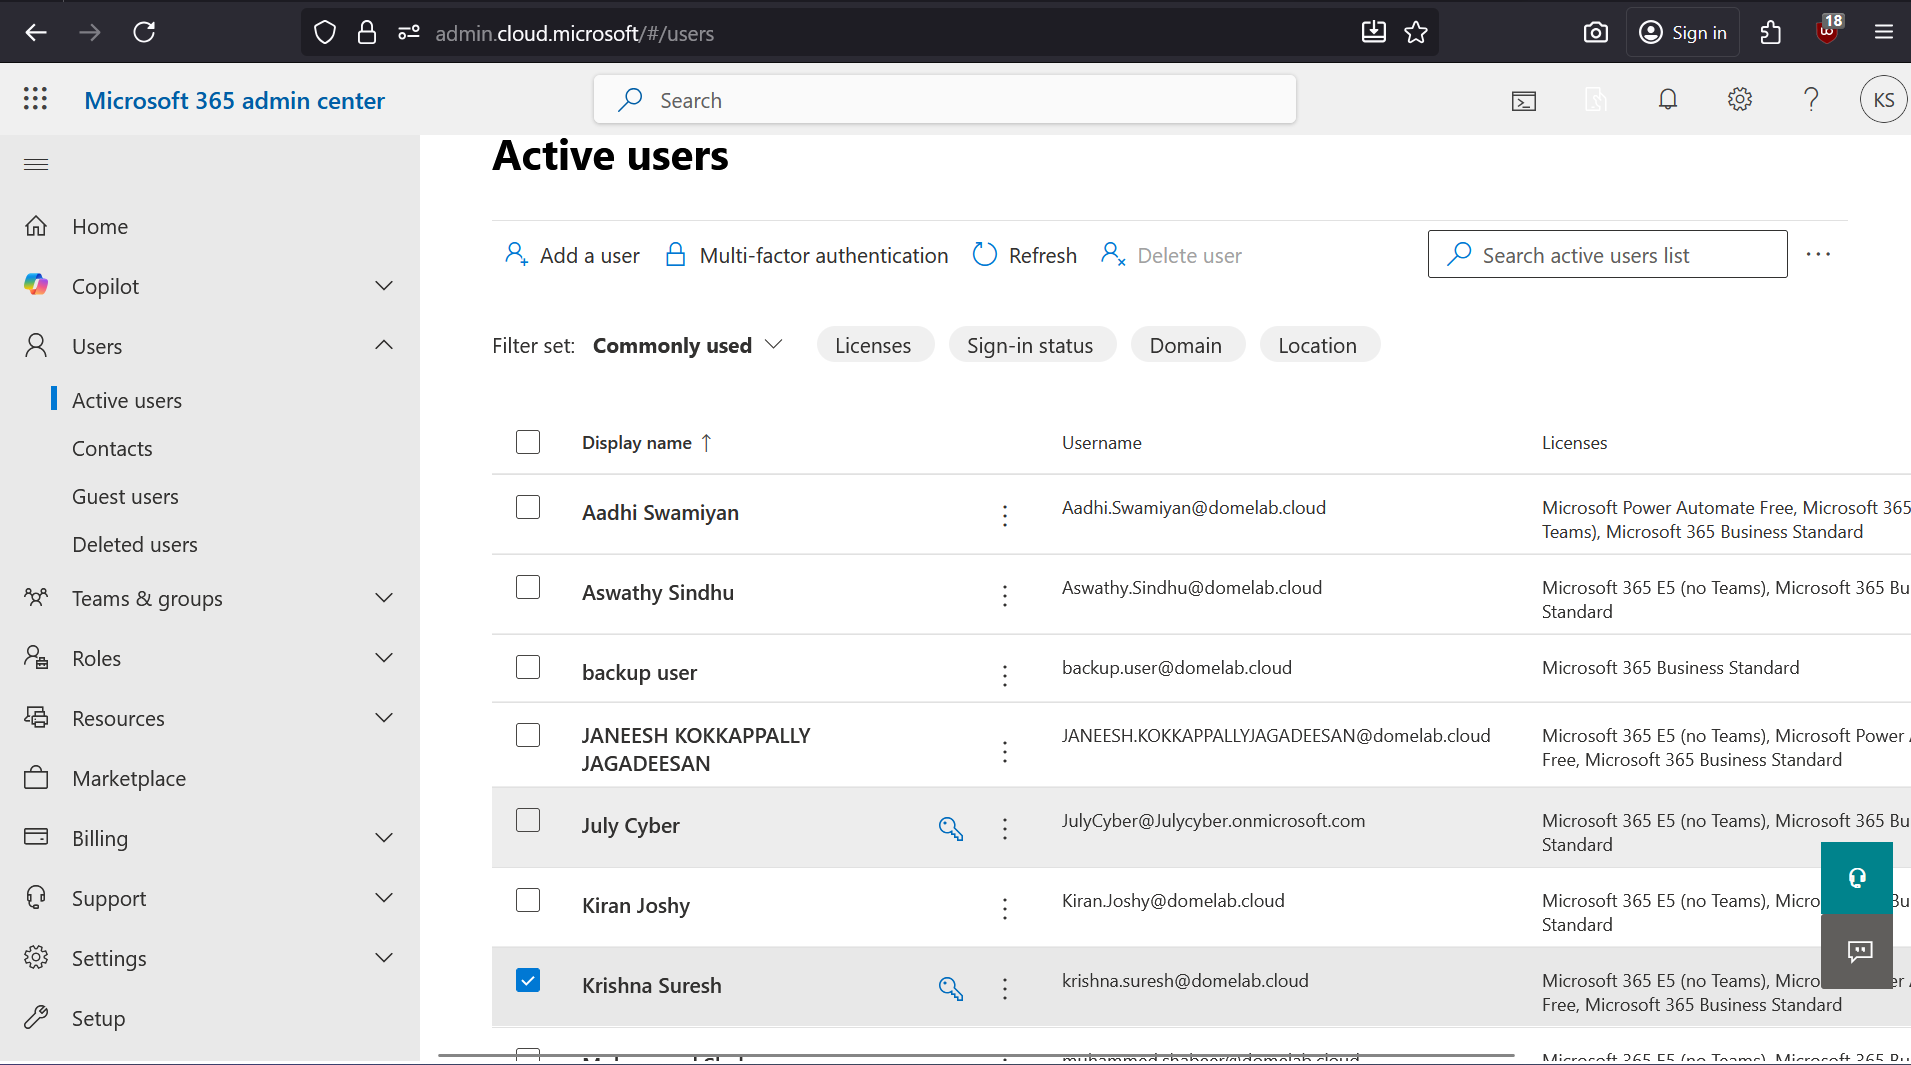 admin.cloud.microsoft/#/users
Sign in
18
Microsoft 365 admin center
Search
KS
Active users
Home
Copilot
Users
Active users
Contacts
Guest users
Deleted users
Teams & groups
Roles
Resources
Marketplace
Billing
Support
Settings
Setup
Add a user
Multi-factor authentication
Refresh
Delete user
Search active users list
Filter set:
Commonly used
Licenses
Sign-in status
Domain
Location
Display name ↑
Username
Licenses
Aadhi Swamiyan
Aadhi.Swamiyan@domelab.cloud
Microsoft Power Automate Free, Microsoft 365
Teams), Microsoft 365 Business Standard
Aswathy Sindhu
Aswathy.Sindhu@domelab.cloud
Microsoft 365 E5 (no Teams), Microsoft 365 Bu
Standard
backup user
backup.user@domelab.cloud
Microsoft 365 Business Standard
JANEESH KOKKAPPALLY
JAGADEESAN
JANEESH.KOKKAPPALLYJAGADEESAN@domelab.cloud
Microsoft 365 E5 (no Teams), Microsoft Power
Free, Microsoft 365 Business Standard
July Cyber
JulyCyber@Julycyber.onmicrosoft.com
Microsoft 365 E5 (no Teams), Microsoft 365 Bu
Standard
Kiran Joshy
Kiran.Joshy@domelab.cloud
Microsoft 365 E5 (no Teams), Micro Bu
Standard
Krishna Suresh
krishna.suresh@domelab.cloud
Microsoft 365 E5 (no Teams), Micro er
Free, Microsoft 365 Business Standard
Microsoft 365 E5 (no Teams), Microsoft 365 Bu